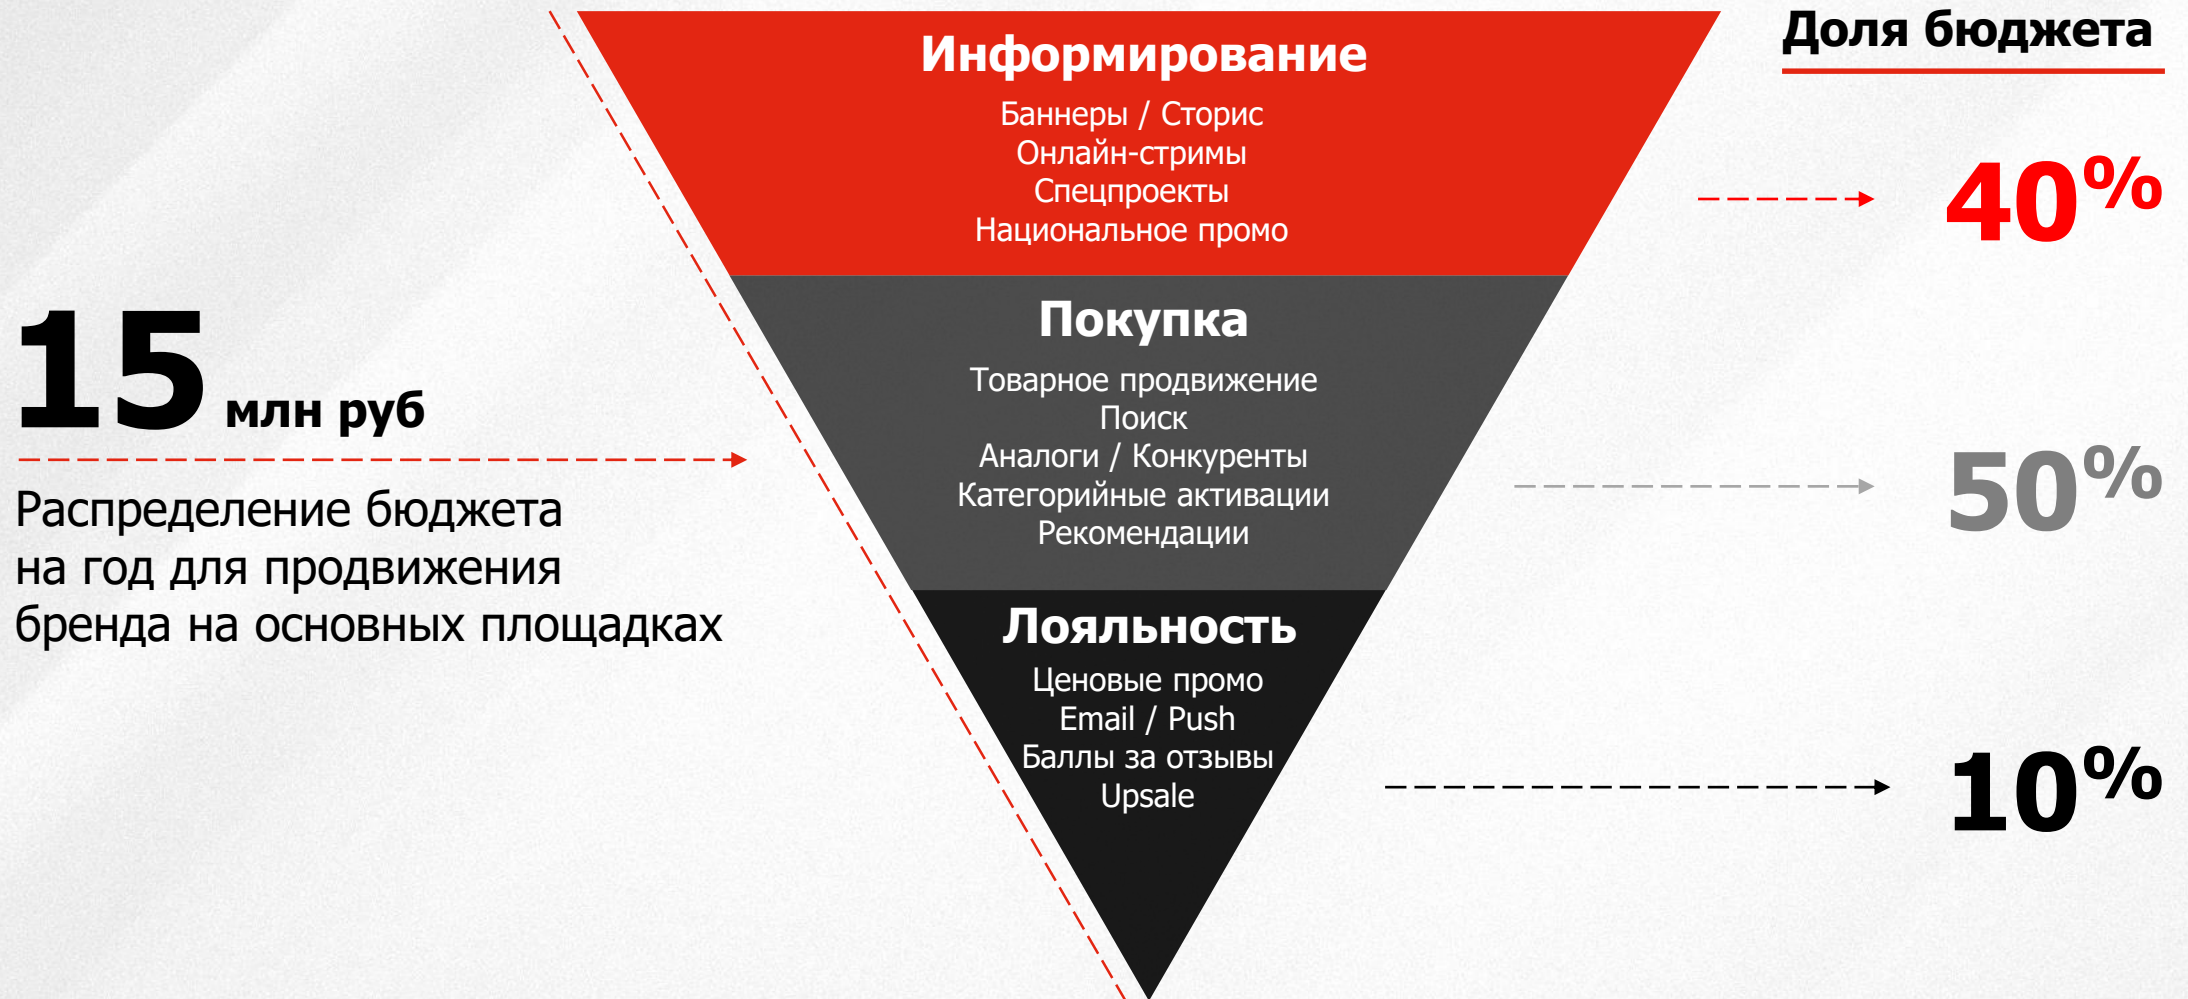 15 млн руб
Распределение бюджета
на год для продвижения
бренда на основных площадках
Информирование
Баннеры / Сторис
Онлайн-стримы
Спецпроекты
Национальное промо
Покупка
Товарное продвижение
Поиск
Аналоги / Конкуренты
Категорийные активации
Рекомендации
Лояльность
Ценовые промо
Email / Push
Баллы за отзывы
Upsale
Доля бюджета
40%
50%
10%